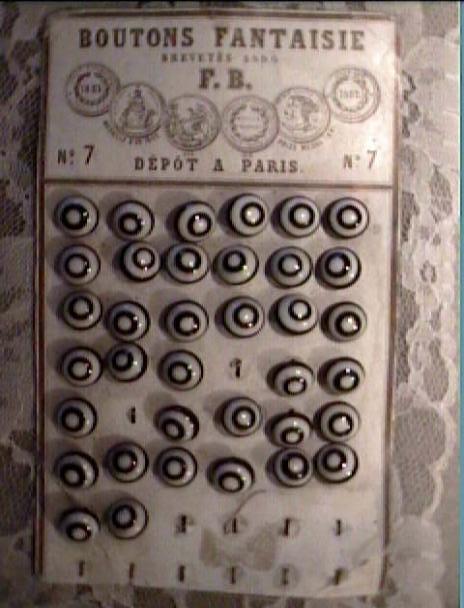 BOUTONS FANTAISIE
BREVETÉS SGDG
F. B.
Nº 7
DÉPÔT A PARIS.
Nº 7